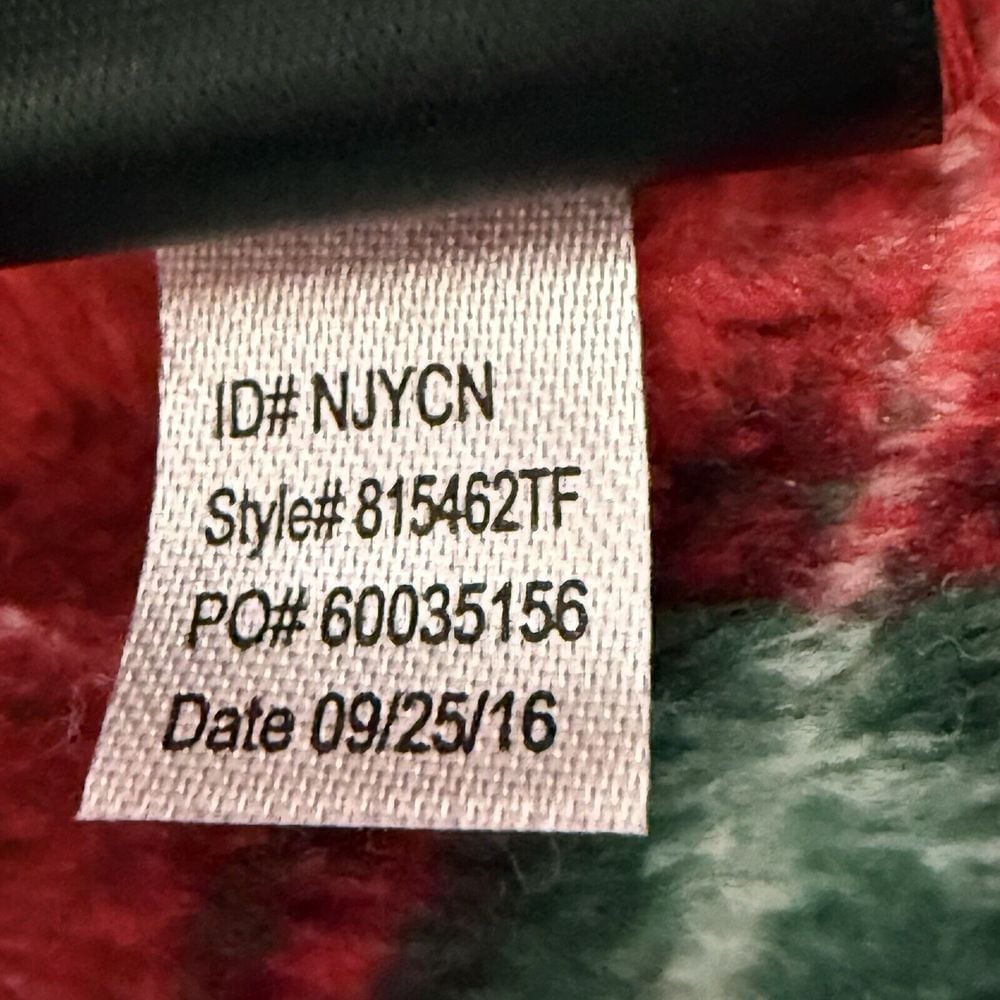 ID# NJYCN
Style# 815462TF
PO# 60035156
Date 09/25/16